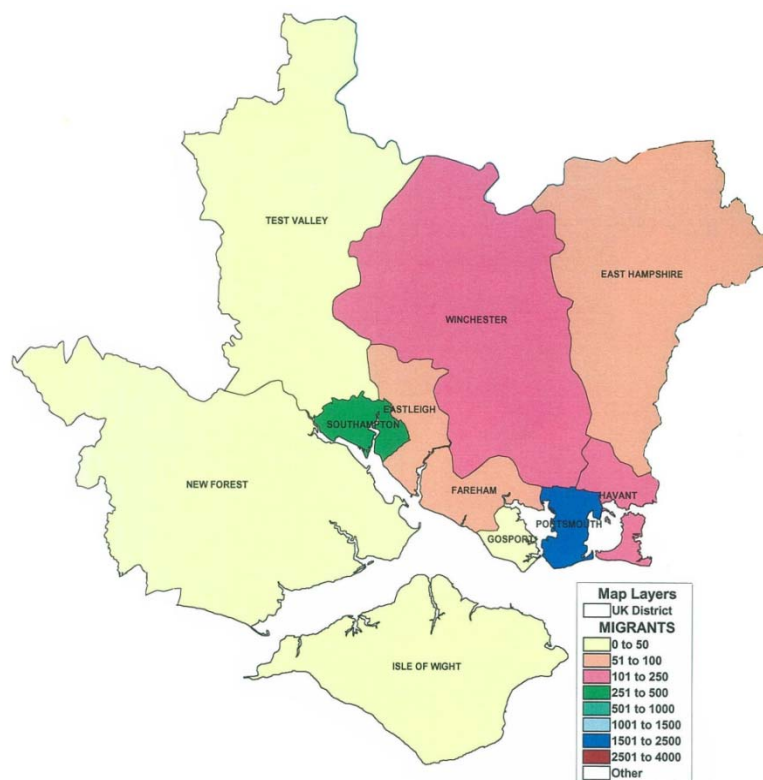 TEST VALLEY
EAST HAMPSHIRE
WINCHESTER
EASTLEIGH
SOUTHAMPTON
NEW FOREST
FAREHAM
HAVANT
PORTSMOUTH
GOSPORT
ISLE OF WIGHT
Map Layers
UK District
MIGRANTS
0 to 50
51 to 100
101 to 250
251 to 500
501 to 1000
1001 to 1500
1501 to 2500
2501 to 4000
Other